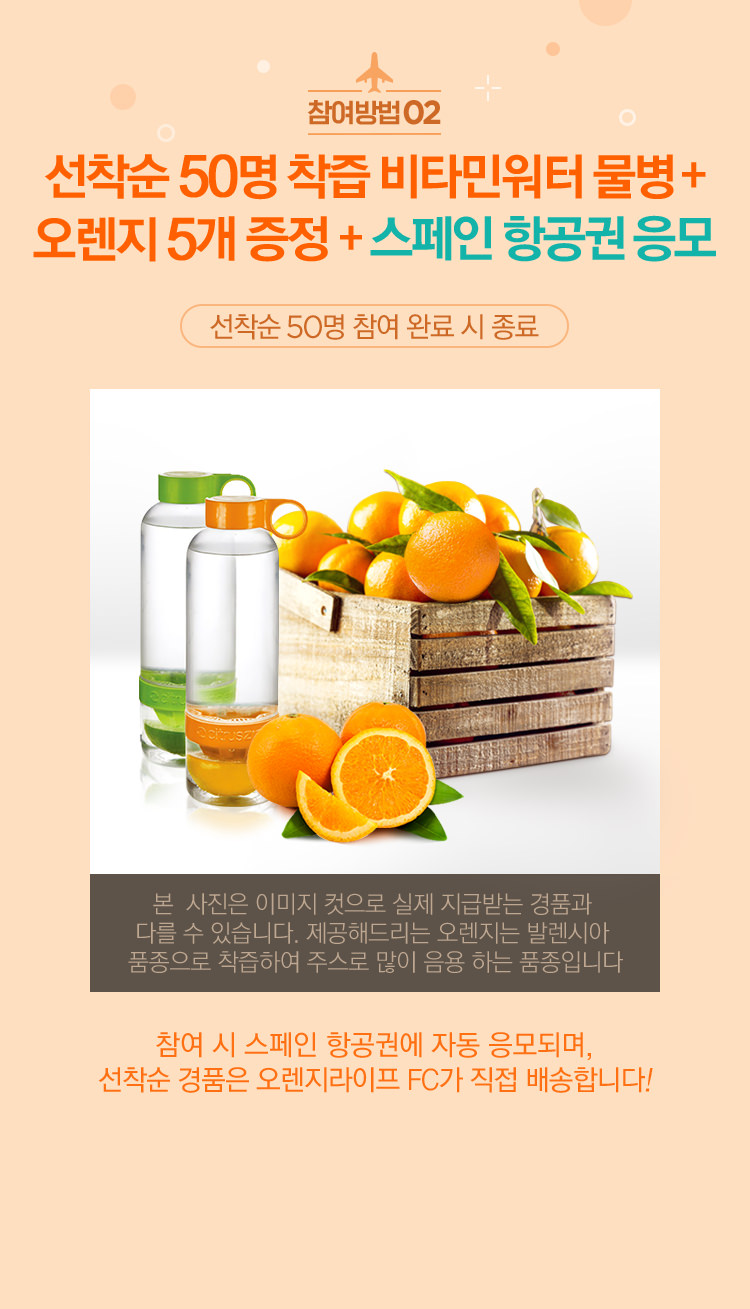 참여방법 02
선착순 50명 착즙 비타민워터 물병+
오렌지 5개 증정 + 스페인 항공권 응모
선착순 50명 참여 완료 시 종료
citrusz
본 사진은 이미지 컷으로 실제 지급받는 경품과
다를 수 있습니다. 제공해드리는 오렌지는 발렌시아
품종으로 착즙하여 주스로 많이 음용 하는 품종입니다
참여 시 스페인 항공권에 자동 응모되며,
선착순 경품은 오렌지라이프 FC가 직접 배송합니다!